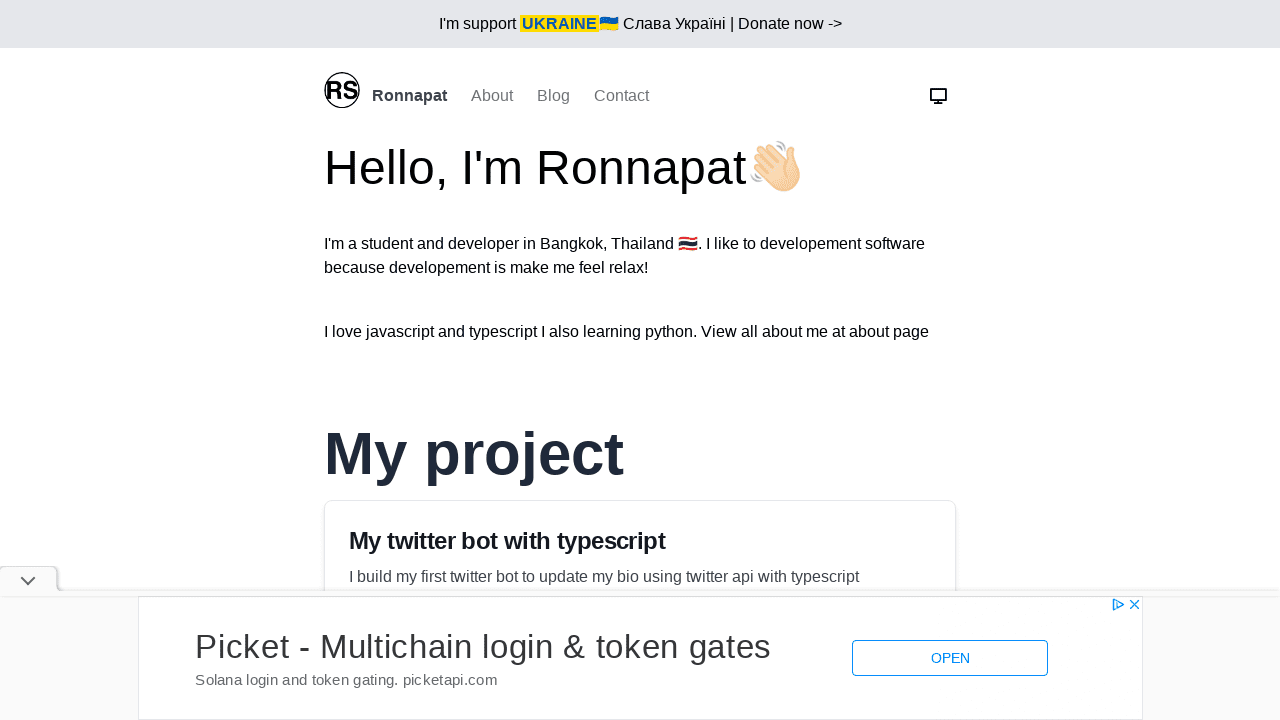 I'm support UKRAINE🇺🇦 Слава Україні | Donate now ->
RS Ronnapat About Blog Contact
Hello, I'm Ronnapat👋🏻
I'm a student and developer in Bangkok, Thailand 🇹🇭. I like to developement software
because developement is make me feel relax!
I love javascript and typescript I also learning python. View all about me at about page
My project
My twitter bot with typescript
I build my first twitter bot to update my bio using twitter api with typescript
Picket - Multichain login & token gates
Solana login and token gating. picketapi.com
OPEN